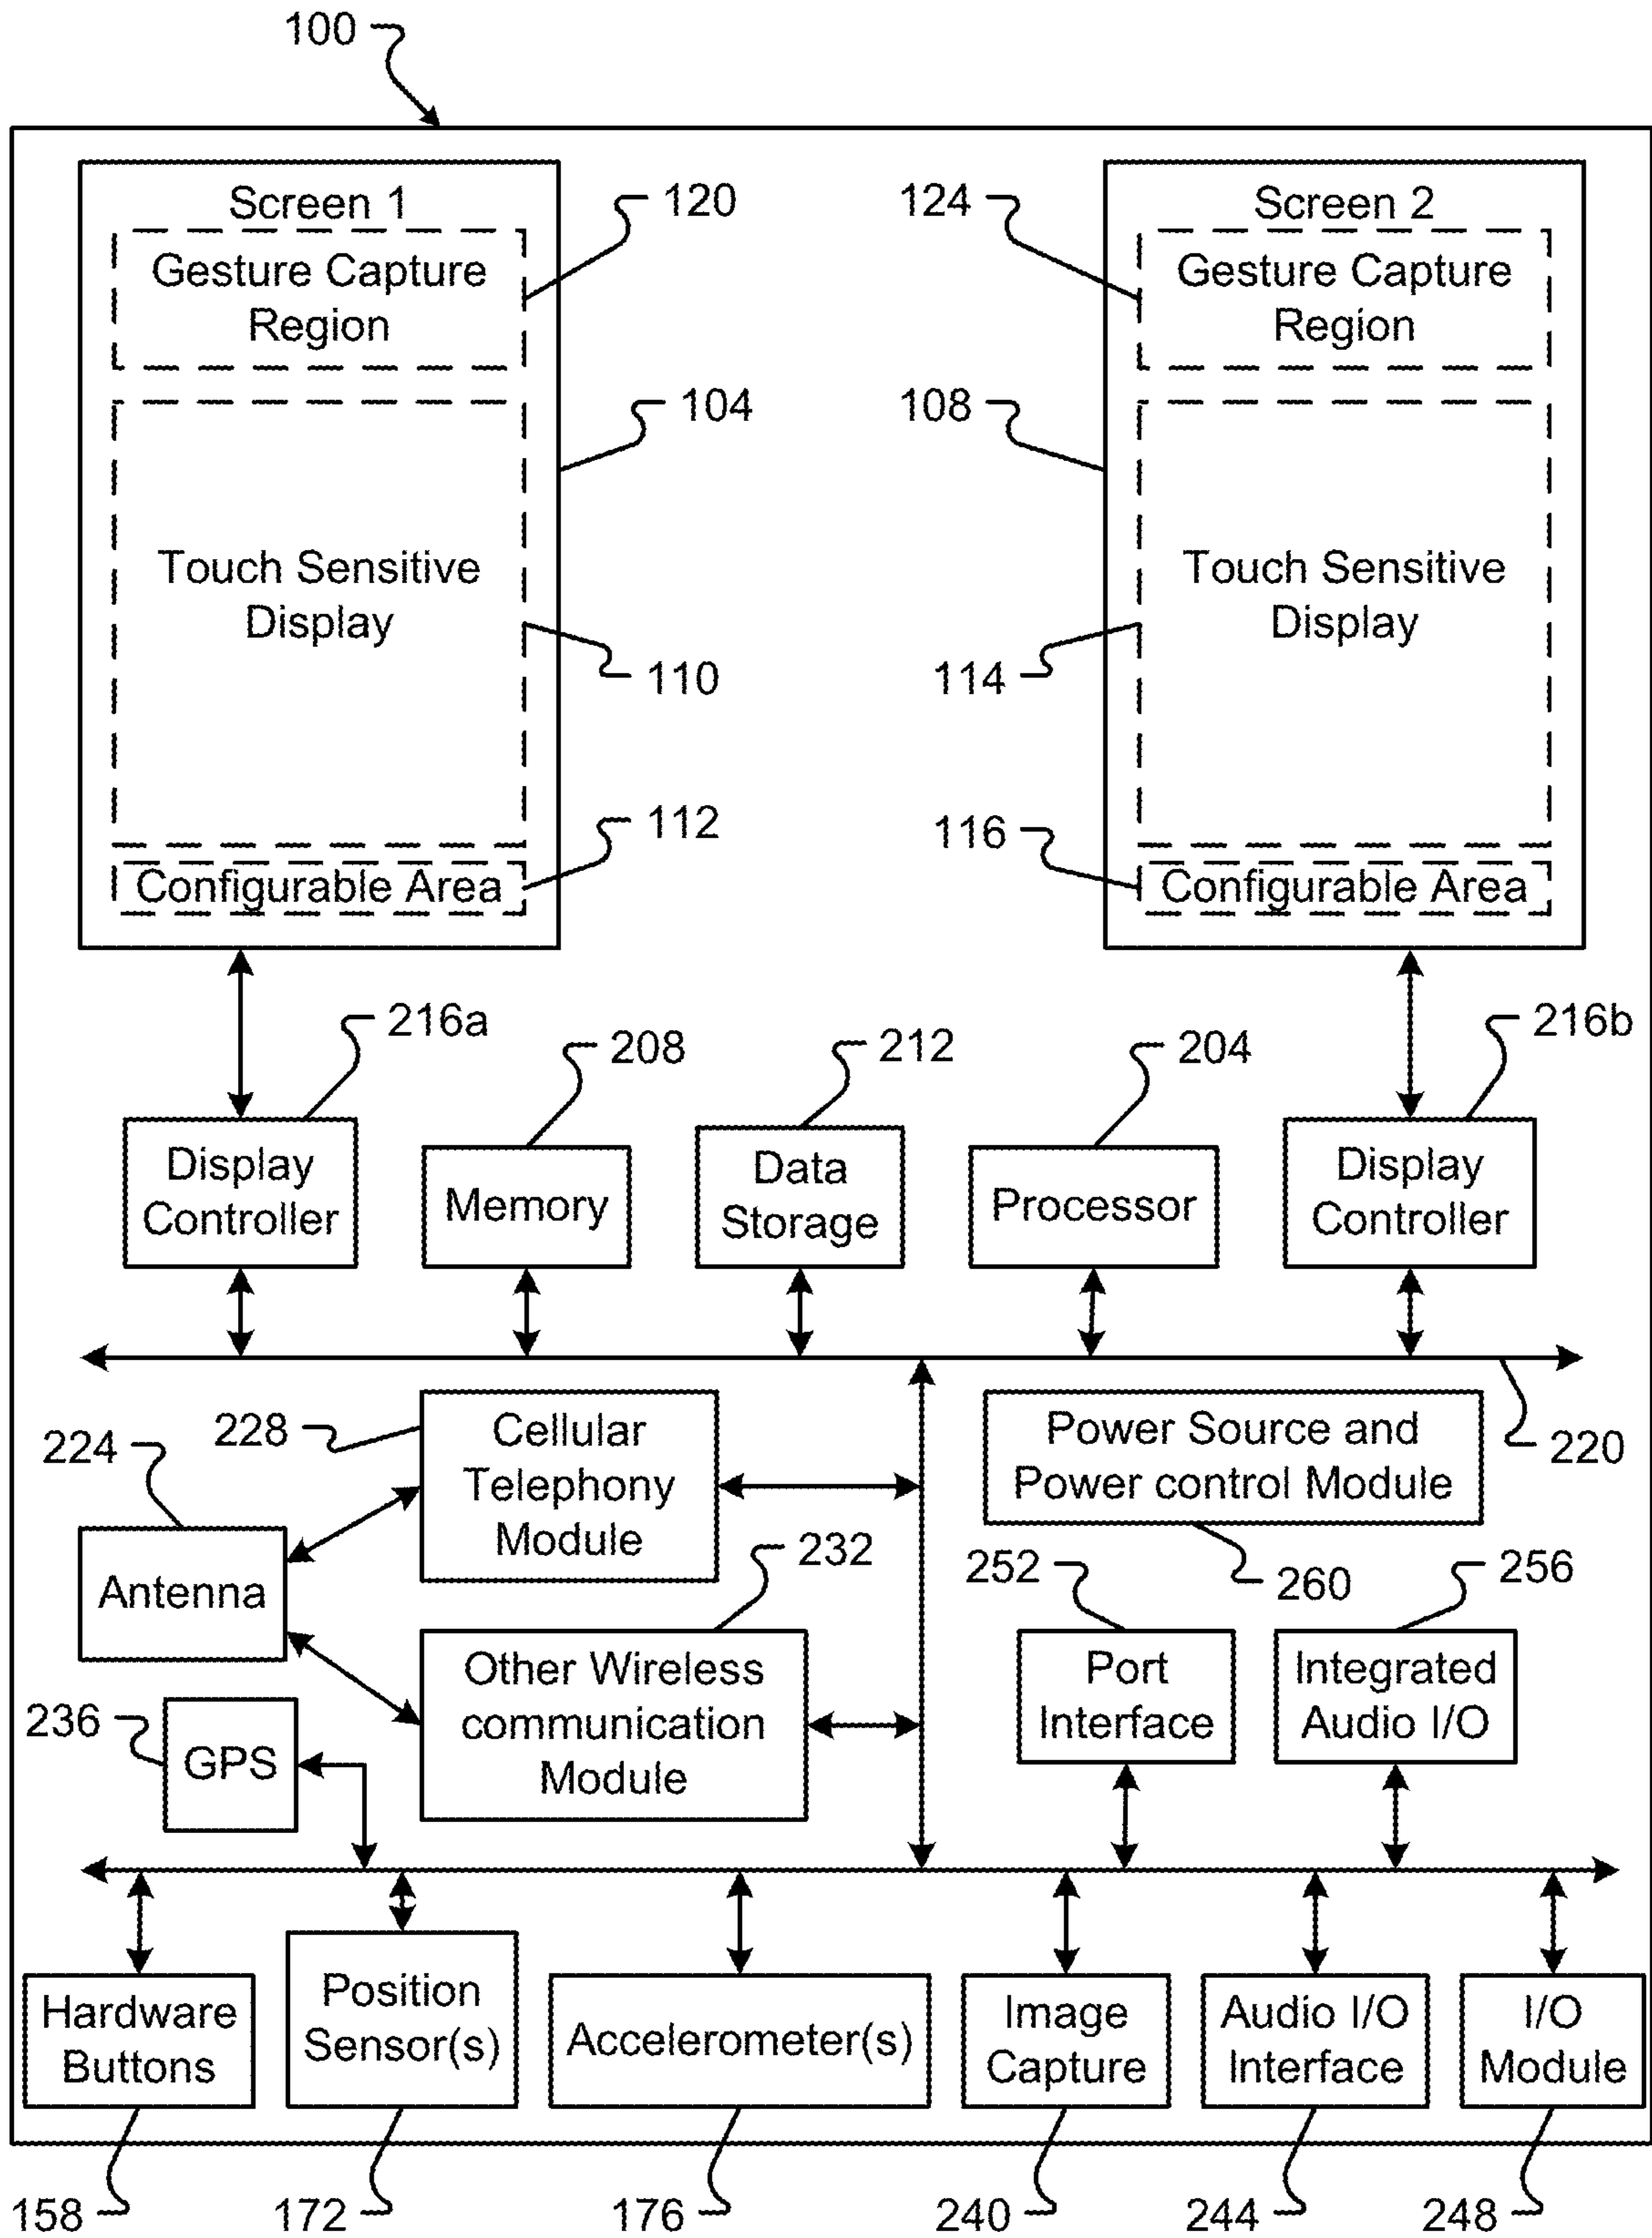 100
Screen 1
Gesture Capture
Region
120
124
Screen 2
Gesture Capture
Region
104
108
Touch Sensitive
Display
Touch Sensitive
Display
110
114
112
116
Configurable Area
Configurable Area
216a
208
212
204
216b
Display
Controller
Memory
Data
Storage
Processor
Display
Controller
224
228
Cellular
Telephony
Module
Power Source and
Power control Module
220
Antenna
232
252
260
256
Other Wireless
communication
Module
Port
Interface
Integrated
Audio I/O
236
GPS
Hardware
Buttons
Position
Sensor(s)
Accelerometer(s)
Image
Capture
Audio I/O
Interface
I/O
Module
158
172
176
240
244
248